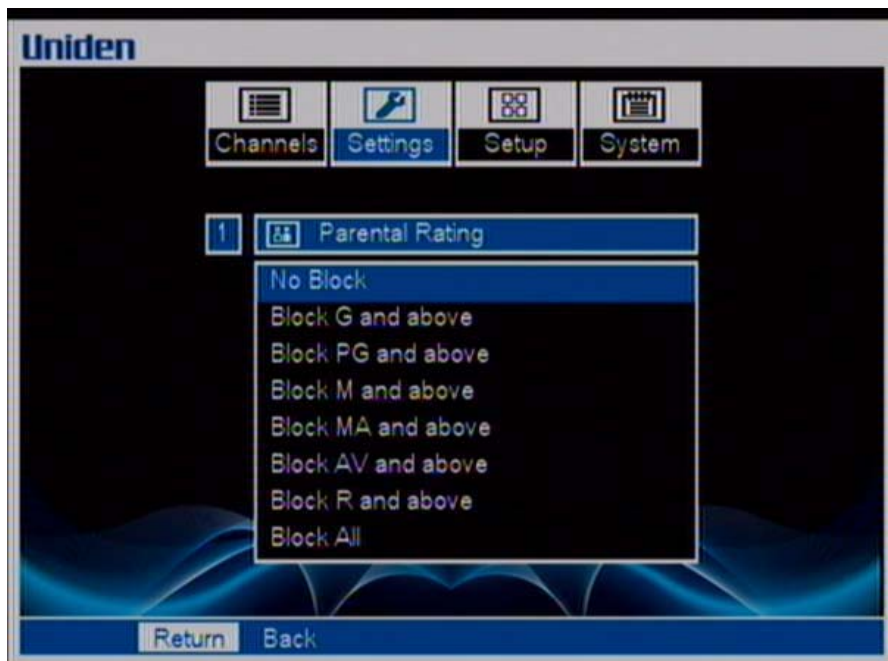 Uniden
Channels Settings Setup System
1 Parental Rating
No Block
Block G and above
Block PG and above
Block M and above
Block MA and above
Block AV and above
Block R and above
Block All
Return Back